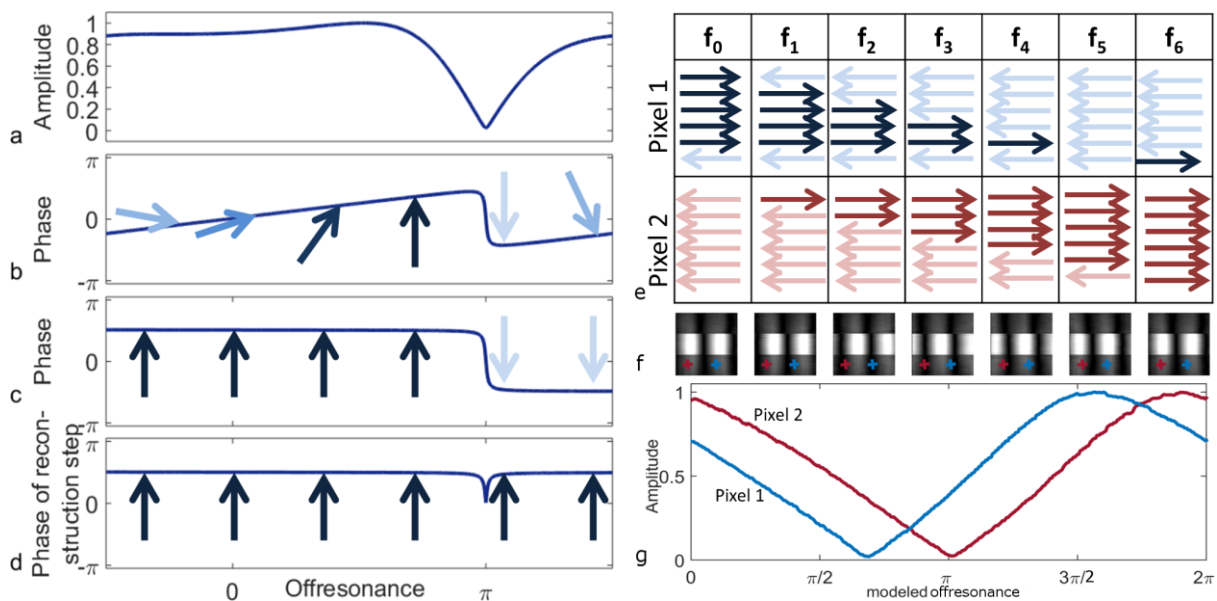 Amplitude
1
0.8
0.6
0.4
0.2
0
a
Phase
π
0
-π
b
Phase
π
0
-π
c
Phase of recon-
struction step
π
0
-π
d
0
Offresonance
π
f0 f1 f2 f3 f4 f5 f6
Pixel 1
Pixel 2
e
f
Amplitude
1
0.5
0
Pixel 2
Pixel 1
g
0 π/2 π 3π/2 2π
modeled offresonance